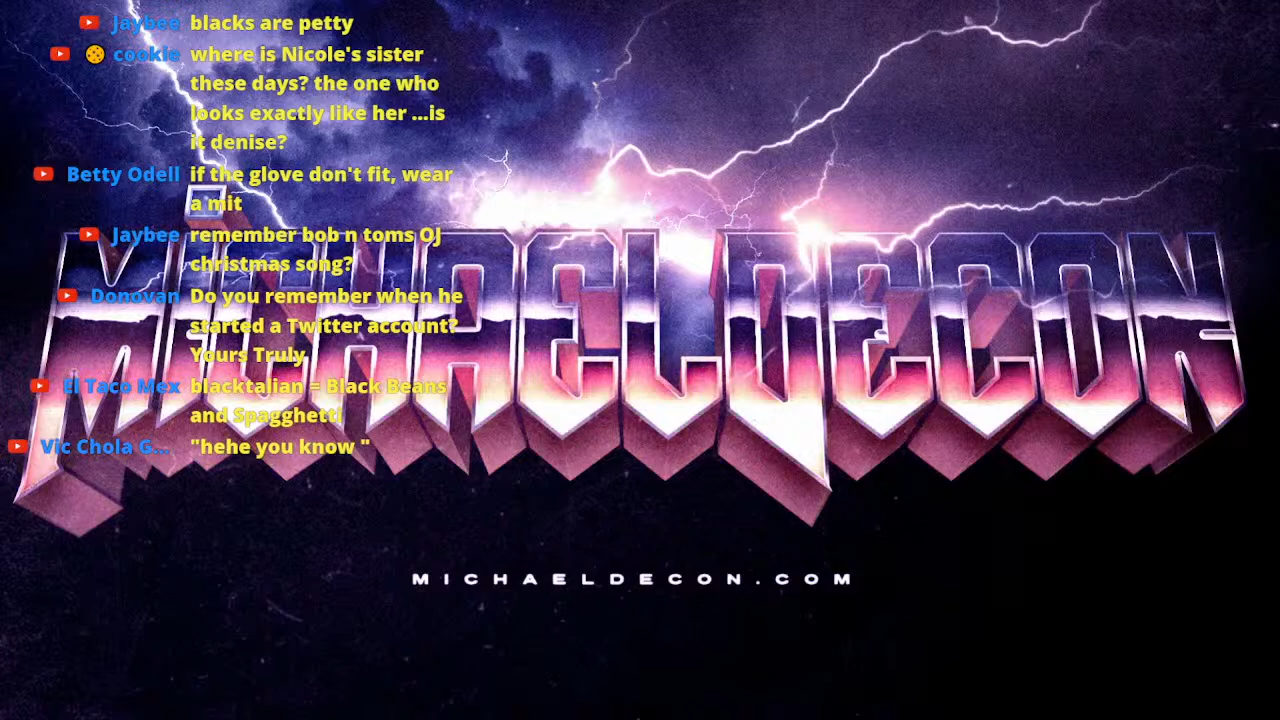 Jaybee blacks are petty
cookie where is Nicole's sister
these days? the one who
looks exactly like her ...is
it denise?
Betty Odell if the glove don't fit, wear
a mit
Jaybee remember bob n toms OJ
christmas song?
Donovan Do you remember when he
started a Twitter account?
Yours Truly,
El Taco Mex blacktalian = Black Beans
and Spagghetti
Vic Chola G... "hehe you know "
MiCHAELDECON
MICHAELDECON.COM